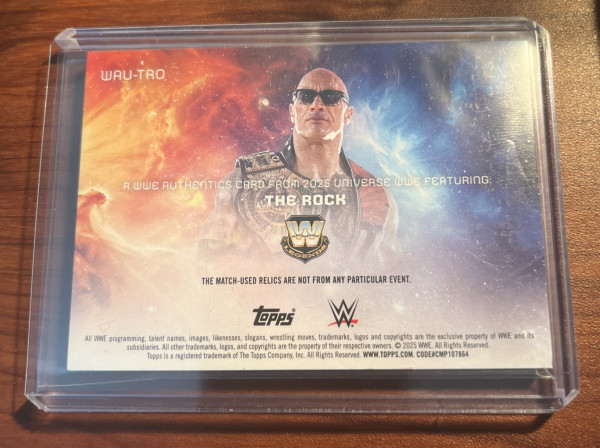 WAU-TRO
A WWE AUTHENTICS CARD FROM 2025 UNIVERSE WWE FEATURING:
THE ROCK
W
LEGENDS
THE MATCH-USED RELICS ARE NOT FROM ANY PARTICULAR EVENT.
Topps W
All WWE programming, talent names, images, likenesses, slogans, wrestling moves, trademarks, logos and copyrights are the exclusive property of WWE and its
subsidiaries. All other trademarks, logos, and copyrights are the property of their respective owners. © 2025 WWE. All Rights Reserved.
Topps is a registered trademark of The Topps Company, Inc. All Rights Reserved. WWW.TOPPS.COM. CODE#CMP107864